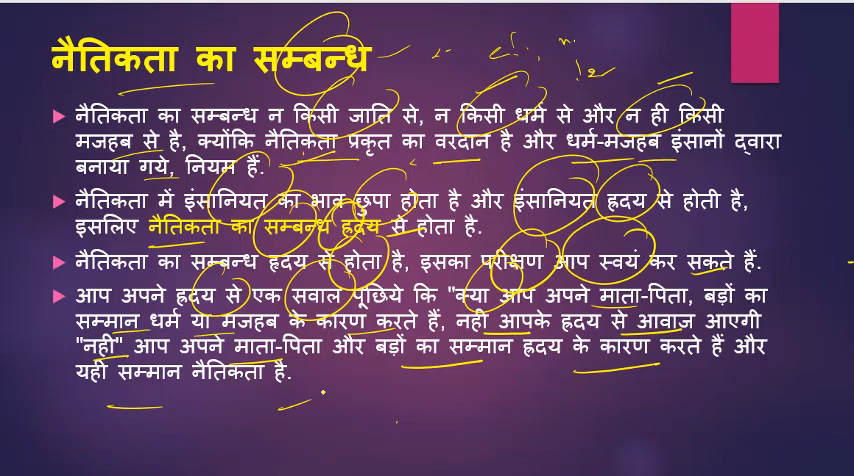 नैतिकता का सम्बन्ध
नैतिकता का सम्बन्ध न किसी जाति से, न किसी धर्म से और न ही किसी
मजहब से है, क्योंकि नैतिकता प्रकृत का वरदान है और धर्म-मजहब इंसानों द्वारा
बनाया गये, नियम हैं.
नैतिकता में इंसानियत का भाव छुपा होता है और इंसानियत ह्रदय से होती है,
इसलिए नैतिकता का सम्बन्ध ह्रदय से होता है.
नैतिकता का सम्बन्ध हृदय से होता है, इसका परीक्षण आप स्वयं कर सकते हैं.
आप अपने ह्रदय से एक सवाल पूछिये कि "क्या आप अपने माता-पिता, बड़ों का
सम्मान धर्म या मजहब के कारण करते हैं, नहीं आपके ह्रदय से आवाज आएगी
"नहीं" आप अपने माता-पिता और बड़ों का सम्मान ह्रदय के कारण करते हैं और
यही सम्मान नैतिकता है.